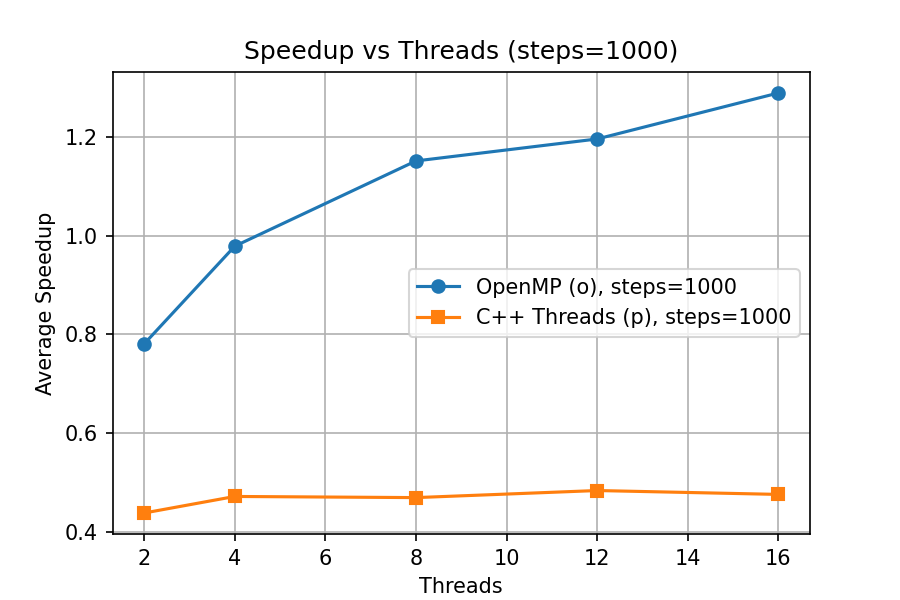 Speedup vs Threads (steps=1000)
Average Speedup
1.2
1.0
0.8
0.6
0.4
OpenMP (o), steps=1000
C++ Threads (p), steps=1000
2 4 6 8 10 12 14 16
Threads